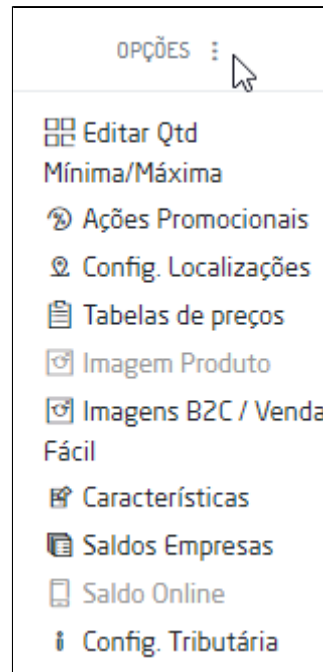 OPÇÕES
Editar Qtd
Mínima/Máxima
Ações Promocionais
Config. Localizações
Tabelas de preços
Imagem Produto
Imagens B2C / Venda
Fácil
Características
Saldos Empresas
Saldo Online
Config. Tributária